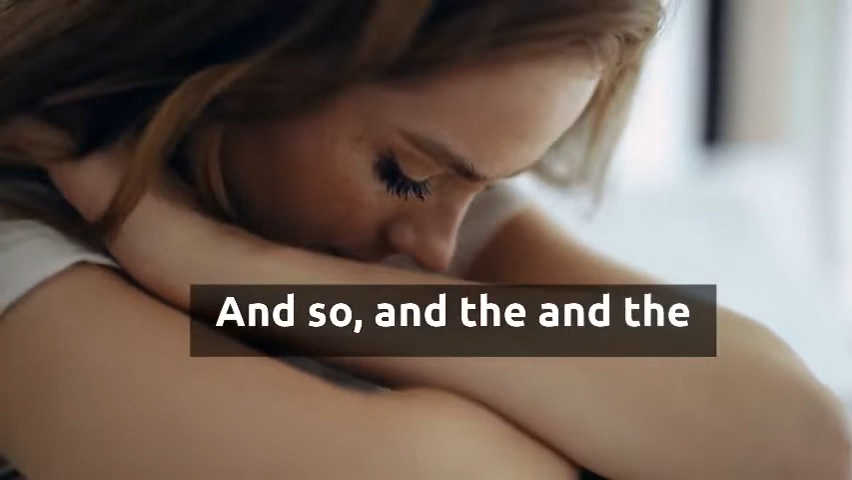 And so, and the and the